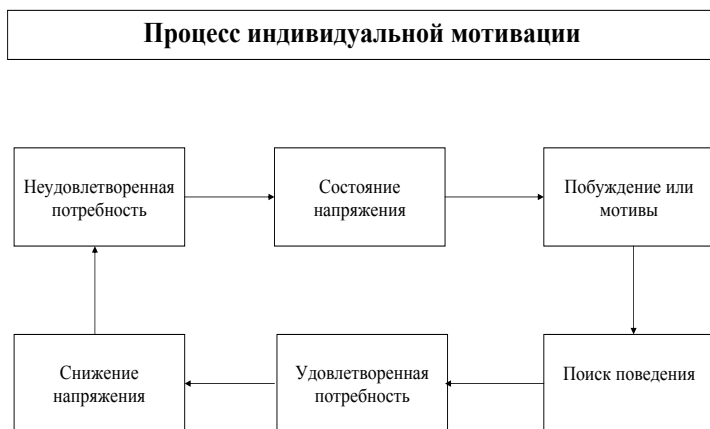 Процесс индивидуальной мотивации
Неудовлетворенная
потребность
Состояние
напряжения
Побуждение или
мотивы
Снижение
напряжения
Удовлетворенная
потребность
Поиск поведения